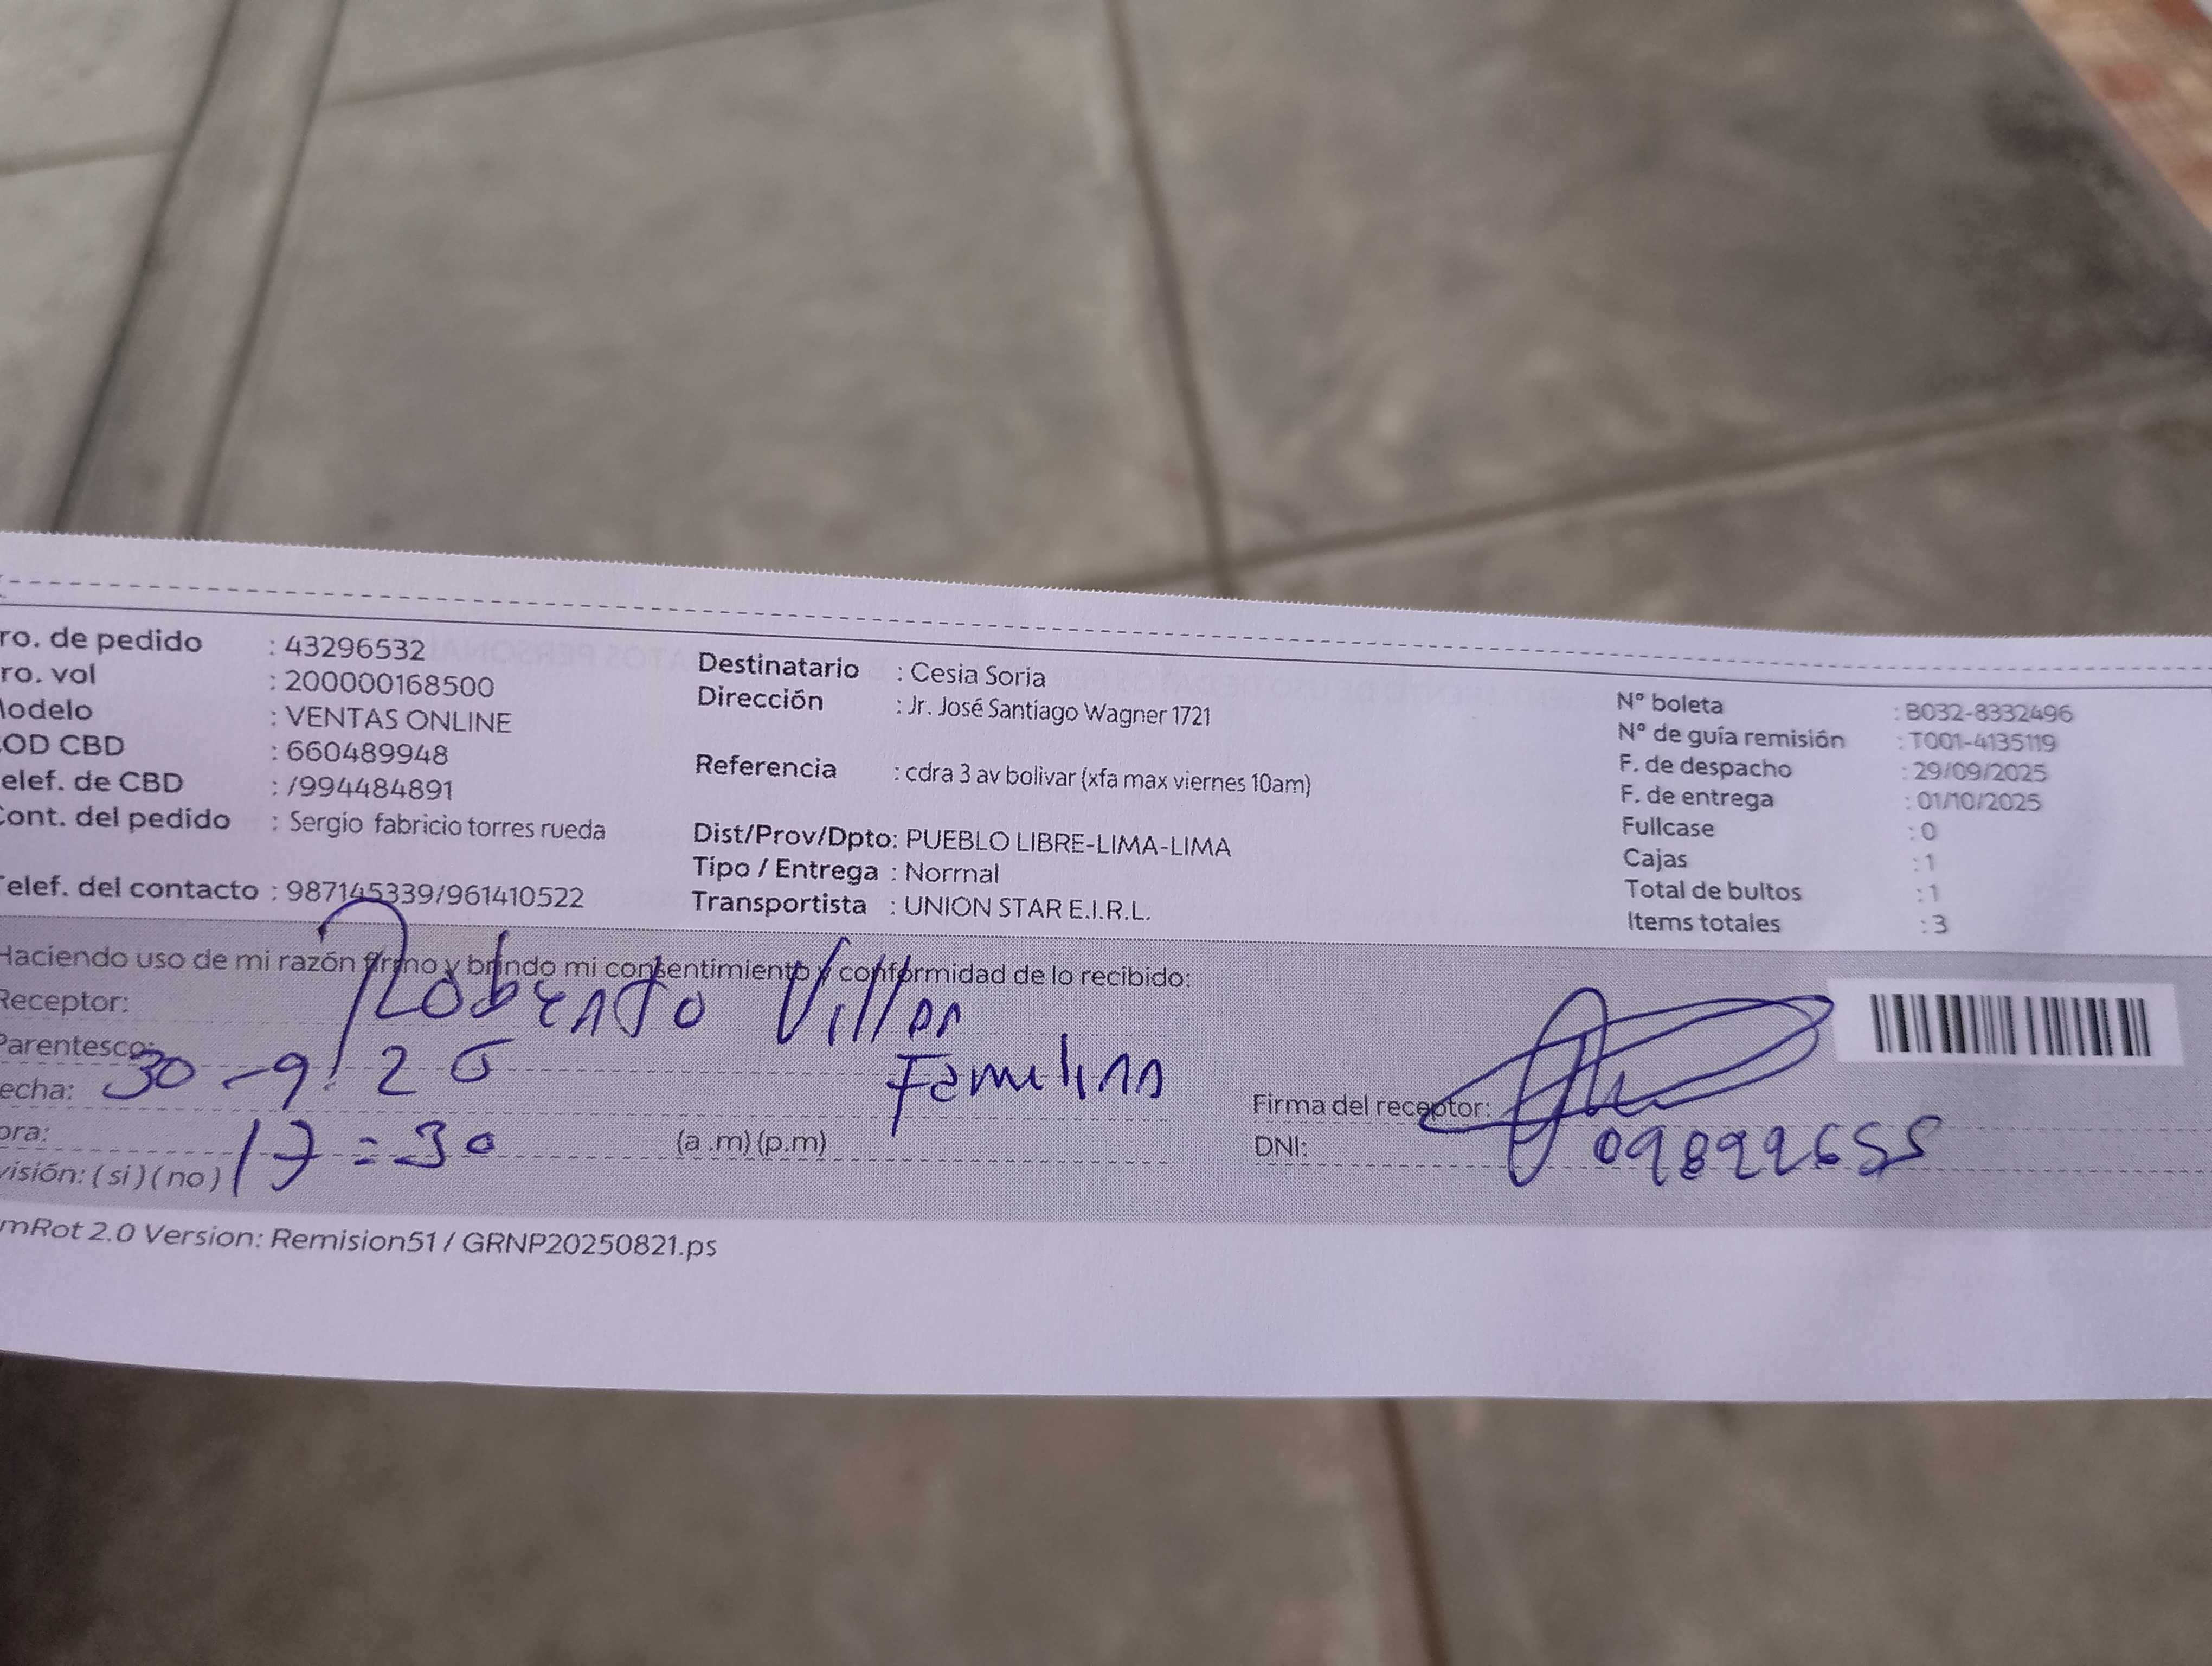 ro. de pedido : 43296532
ro. vol : 200000168500
Modelo : VENTAS ONLINE
COD CBD : 660489948
elef. de CBD : /994484891
Cont. del pedido : Sergio fabricio torres rueda
Telef. del contacto : 987145339/961410522
Destinatario : Cesia Soria
Dirección : Jr. José Santiago Wagner 1721
Referencia : cdra 3 av bolivar (xfa max viernes 10am)
Dist/Prov/Dpto: PUEBLO LIBRE-LIMA-LIMA
Tipo / Entrega : Normal
Transportista : UNION STAR E.I.R.L.
N° boleta : B032-8332496
N° de guía remisión : T001-4135119
F. de despacho : 29/09/2025
F. de entrega : 01/10/2025
Fullcase : 0
Cajas : 1
Total de bultos : 1
Items totales : 3
Haciendo uso de mi razón firmo y brindo mi consentimiento y conformidad de lo recibido:
Receptor: Roberto Villar
Parentesco: Familiar
echa: 30-9-25
ora: 17:30 (a .m) (p.m)
visión: ( si ) ( no )
Firma del receptor:
DNI: 09899655
mRot 2.0 Version: Remision51 / GRNP20250821.ps